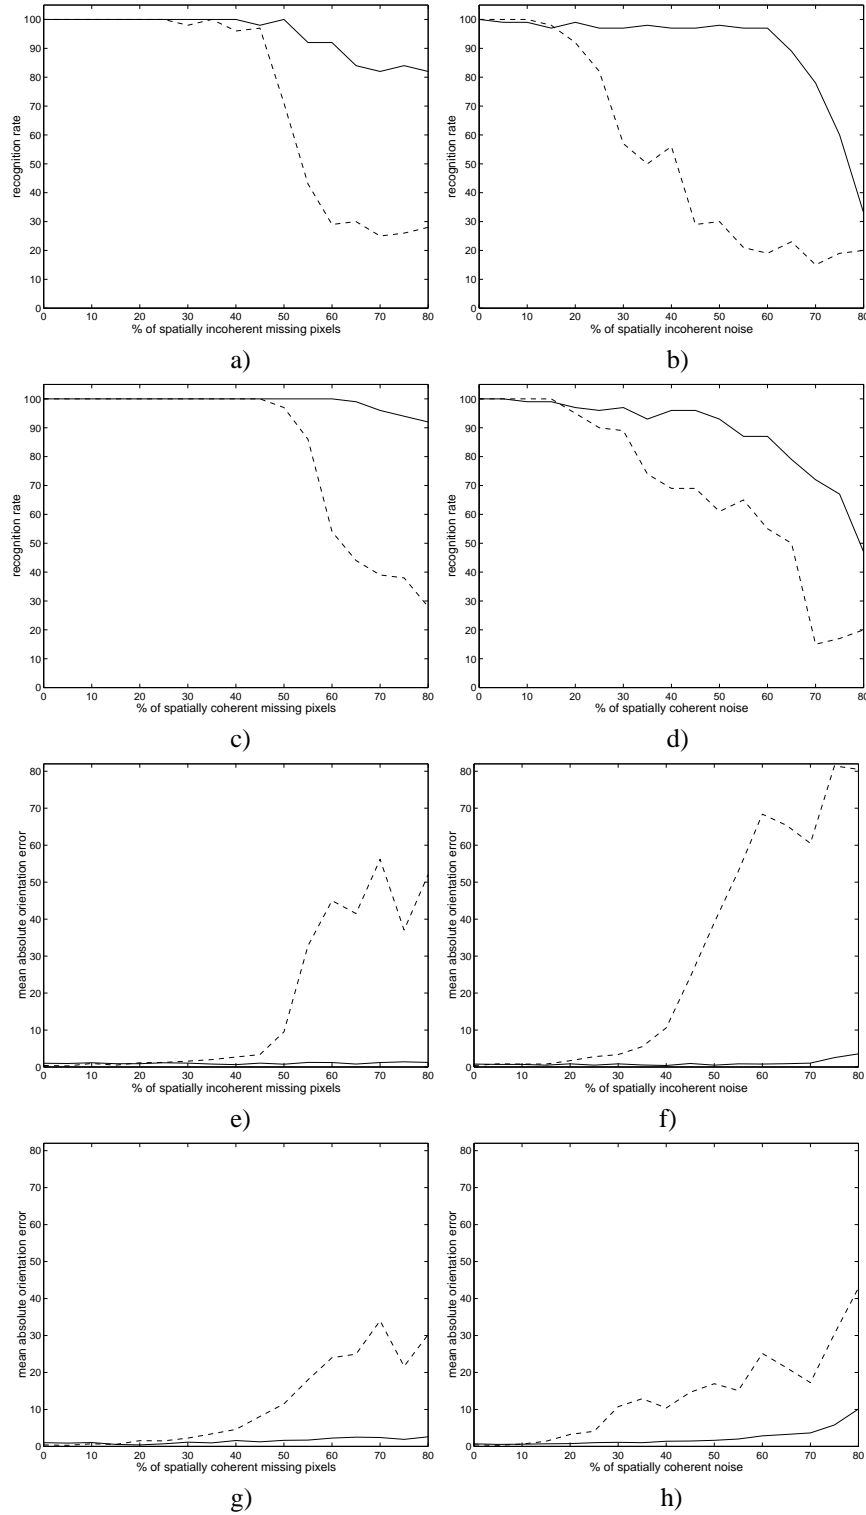 100
90
80
70
60
50
40
30
20
10
0
recognition rate
0 10 20 30 40 50 60 70 80
% of spatially incoherent missing pixels
a)
100
90
80
70
60
50
40
30
20
10
0
recognition rate
0 10 20 30 40 50 60 70 80
% of spatially incoherent noise
b)
100
90
80
70
60
50
40
30
20
10
0
recognition rate
0 10 20 30 40 50 60 70 80
% of spatially coherent missing pixels
c)
100
90
80
70
60
50
40
30
20
10
0
recognition rate
0 10 20 30 40 50 60 70 80
% of spatially coherent noise
d)
80
70
60
50
40
30
20
10
0
mean absolute orientation error
0 10 20 30 40 50 60 70 80
% of spatially incoherent missing pixels
e)
80
70
60
50
40
30
20
10
0
mean absolute orientation error
0 10 20 30 40 50 60 70 80
% of spatially incoherent noise
f)
80
70
60
50
40
30
20
10
0
mean absolute orientation error
0 10 20 30 40 50 60 70 80
% of spatially coherent missing pixels
g)
80
70
60
50
40
30
20
10
0
mean absolute orientation error
0 10 20 30 40 50 60 70 80
% of spatially coherent noise
h)